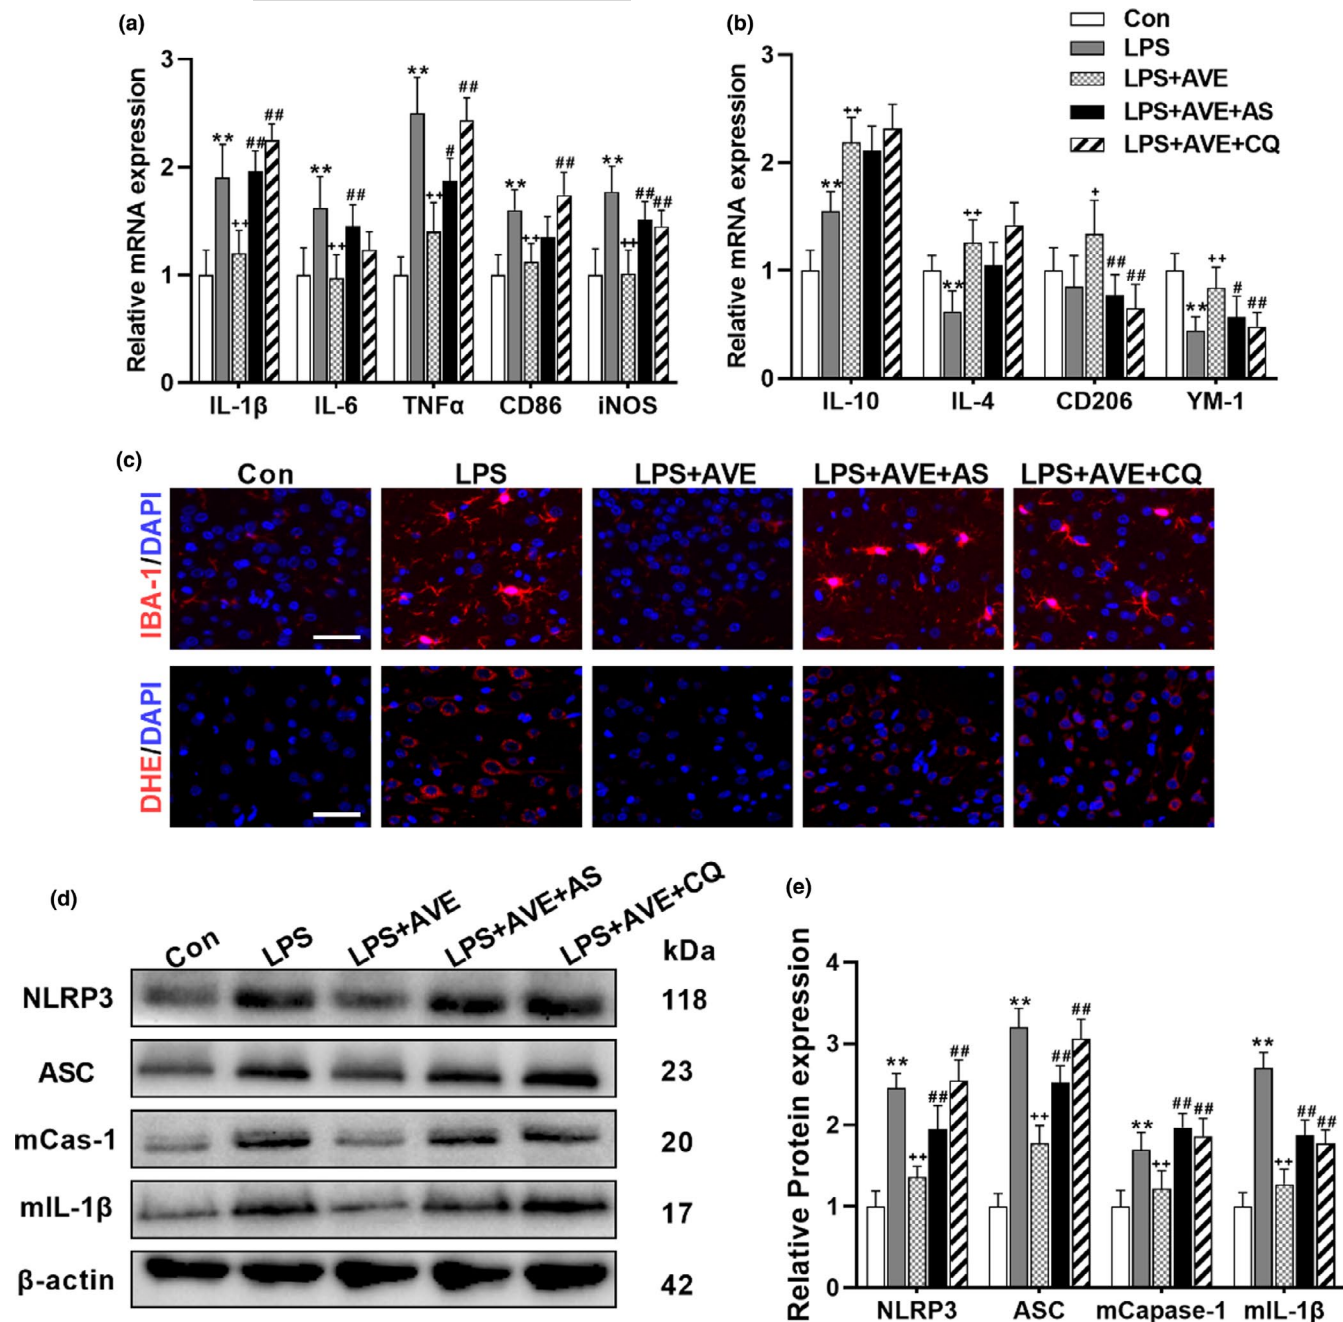 (a)
Relative mRNA expression
3
2
1
0
** ++ ## ##
** ++ ##
** ++ # ##
** ++ ##
** ++ ## ##
IL-1β IL-6 TNFα CD86 iNOS
(b)
Relative mRNA expression
3
2
1
0
** ++
** ++
+ ## ##
** ++ # ##
IL-10 IL-4 CD206 YM-1
Con
LPS
LPS+AVE
LPS+AVE+AS
LPS+AVE+CQ
(c)
Con LPS LPS+AVE LPS+AVE+AS LPS+AVE+CQ
IBA-1/DAPI
DHE/DAPI
(d)
Con LPS LPS+AVE LPS+AVE+AS LPS+AVE+CQ kDa
NLRP3 118
ASC 23
mCas-1 20
mIL-1β 17
β-actin 42
(e)
Relative Protein expression
4
3
2
1
0
** ++ ## ##
** ++ ## ##
** ++ ## ##
** ++ ## ##
NLRP3 ASC mCapase-1 mIL-1β